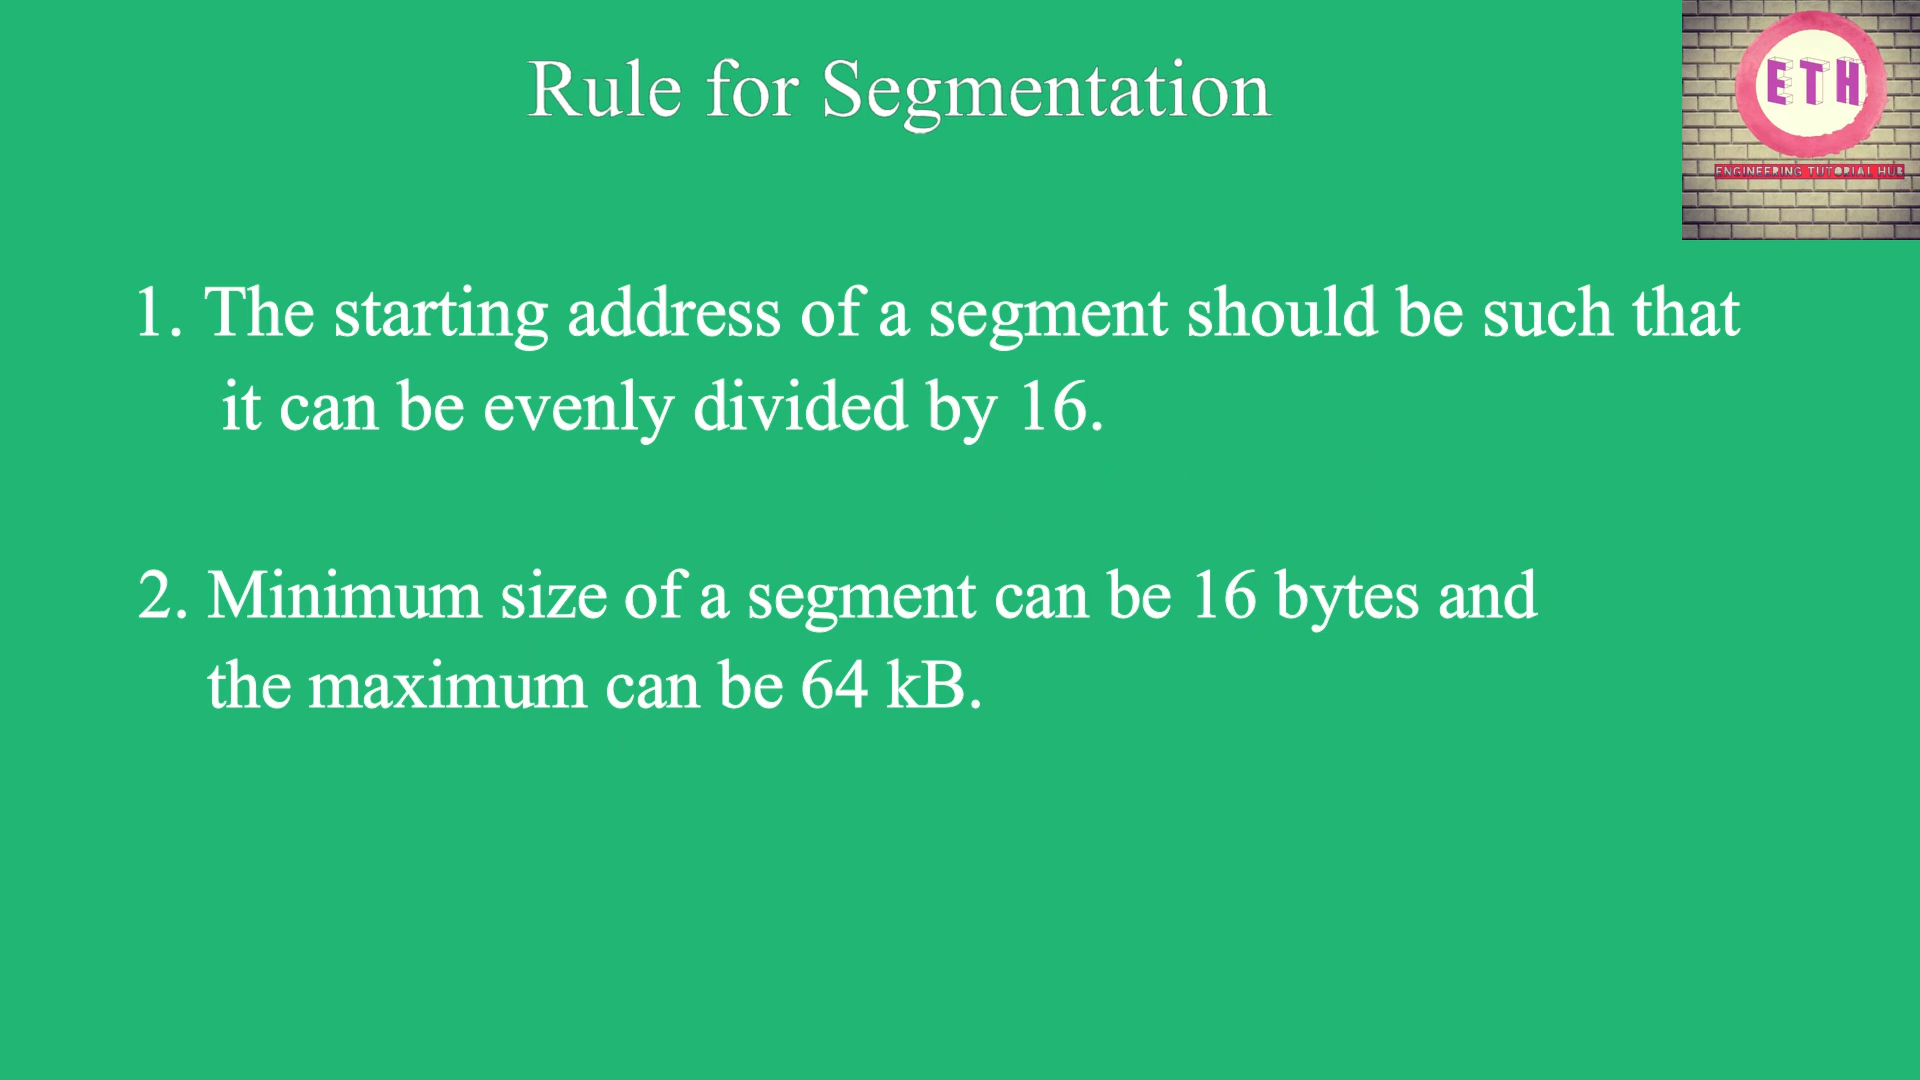 Rule for Segmentation
ETH
ENGINEERING TUTORIAL HUB
1. The starting address of a segment should be such that
it can be evenly divided by 16.
2. Minimum size of a segment can be 16 bytes and
the maximum can be 64 kB.